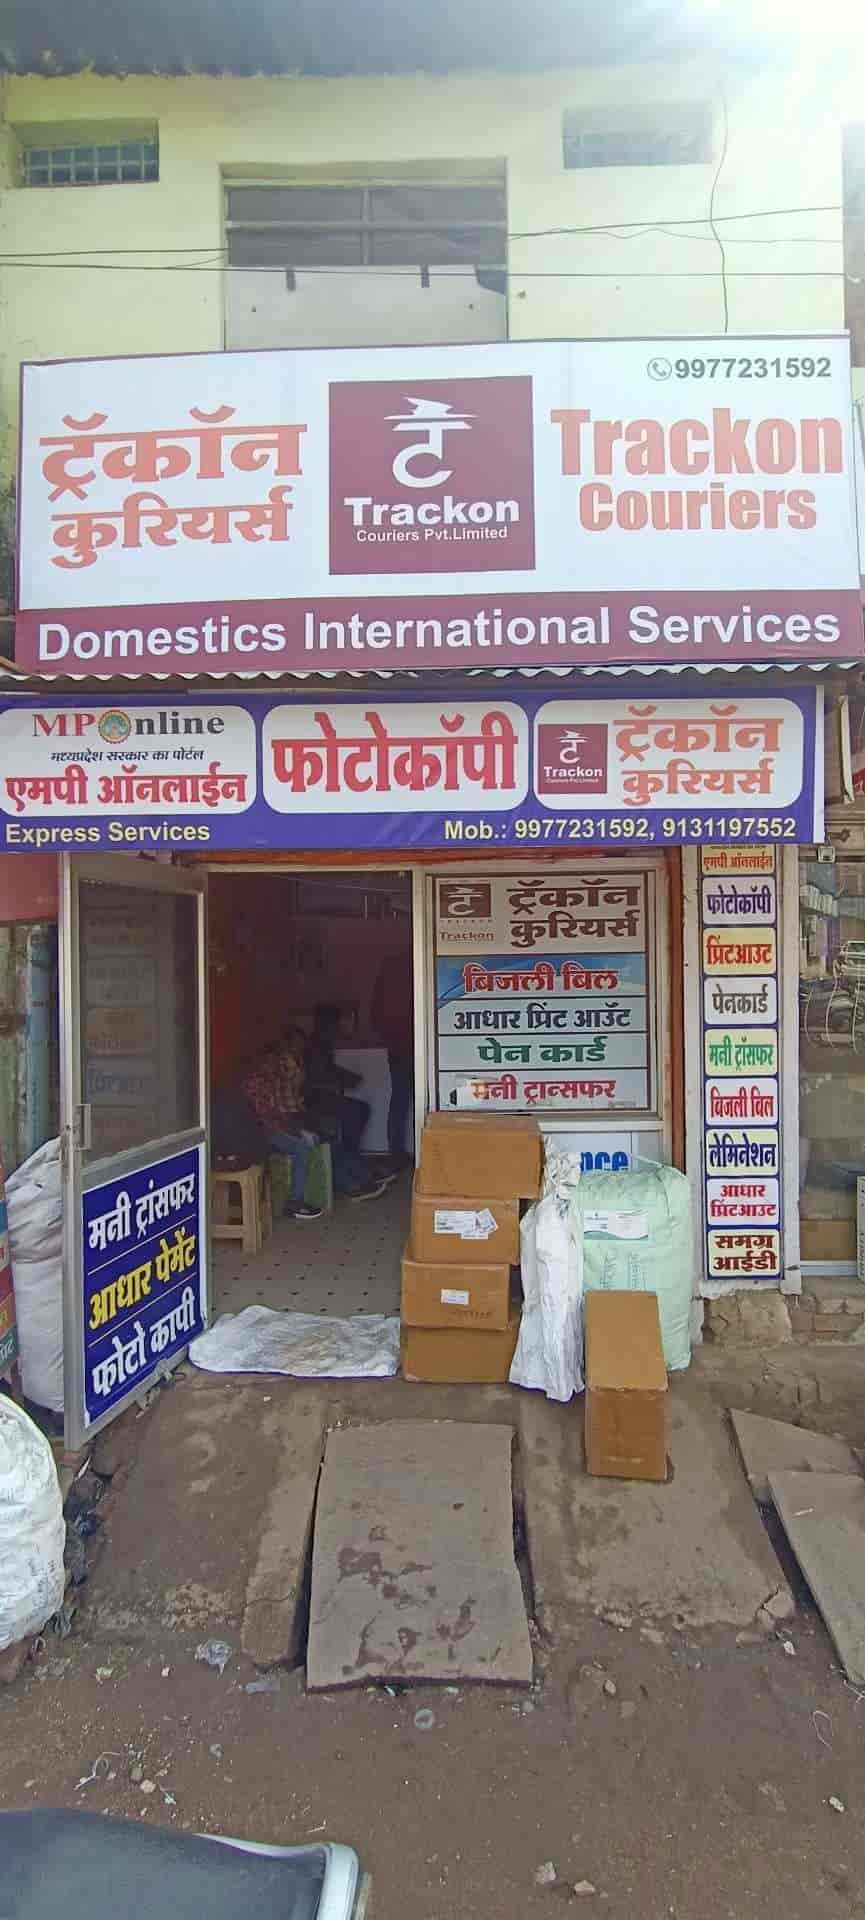 9977231592
ट्रॅकॉन
कुरियर्स
Trackon
Couriers Pvt.Limited
Trackon
Couriers
Domestics International Services
MPOnline
मध्यप्रदेश सरकार का पोर्टल
एमपी ऑनलाईन
Express Services
फोटोकॉपी
Trackon
ट्रॅकॉन
कुरियर्स
Mob.: 9977231592, 9131197552
Trackon
ट्रॅकॉन
कुरियर्स
बिजली बिल
आधार प्रिंट आऊॅट
पेन कार्ड
मनी ट्रान्सफर
एमपी ऑनलाईन
फोटोकॉपी
प्रिंटआउट
पेनकार्ड
मनी ट्रॉसफर
बिजली बिल
लेमिनेशन
आधार
प्रिंटआउट
समग्र
आईडी
मनी ट्रांसफर
आधार पेमेंट
फोटो कापी